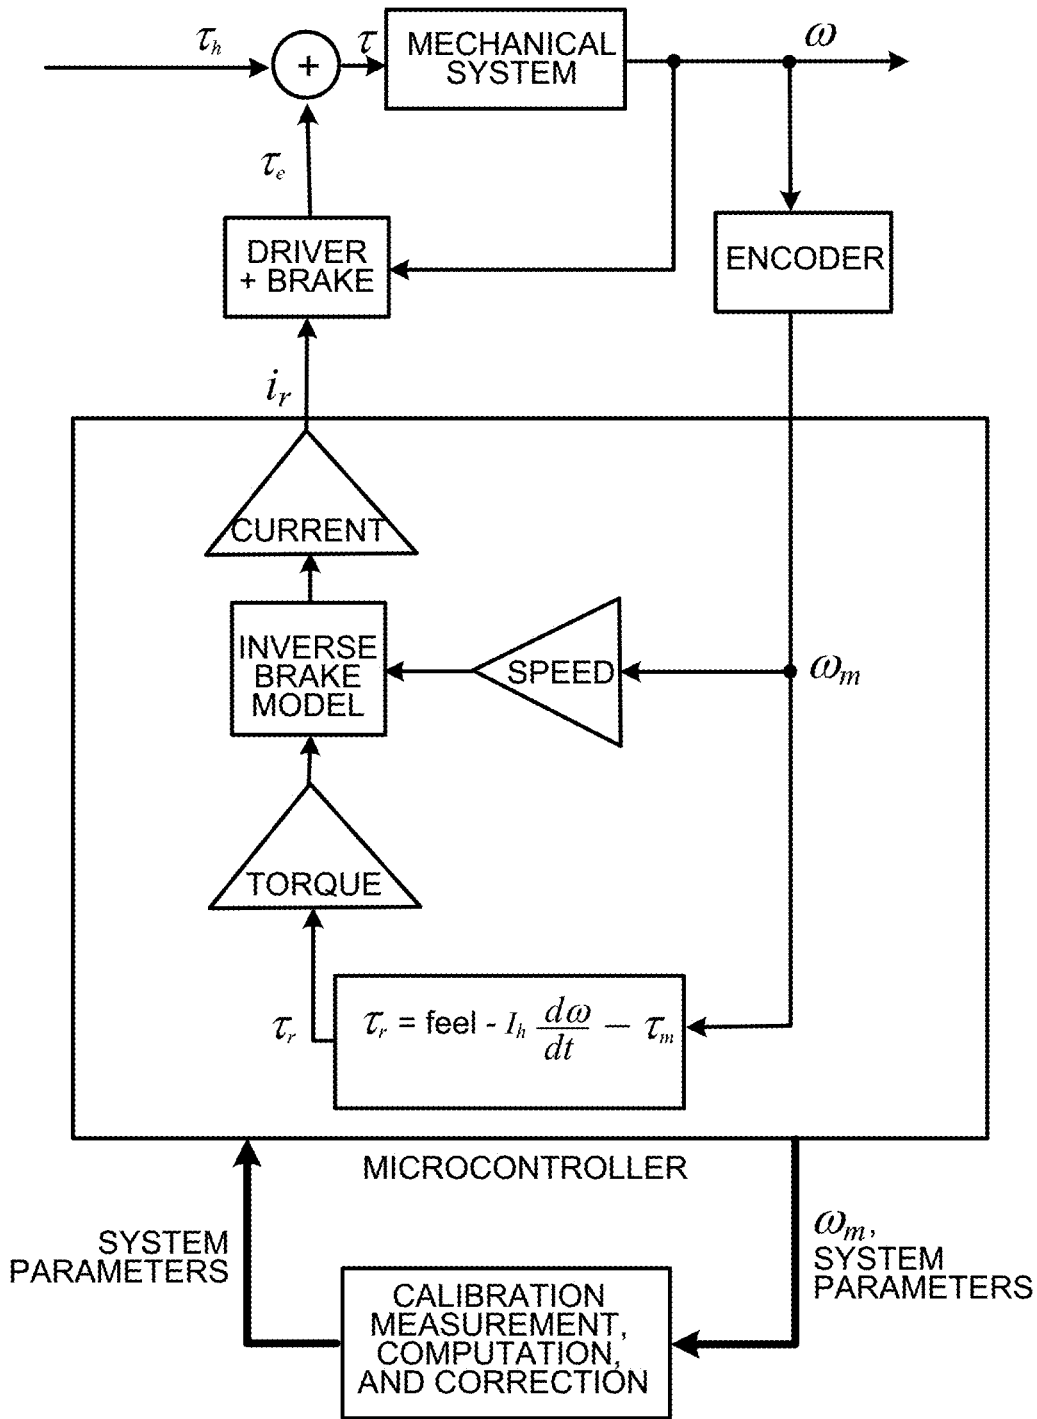 τh
+
τ
MECHANICAL
SYSTEM
ω
τe
DRIVER
+ BRAKE
ENCODER
ir
CURRENT
INVERSE
BRAKE
MODEL
SPEED
ωm
TORQUE
τr
τr = feel - Ih dω/dt − τm
MICROCONTROLLER
SYSTEM
PARAMETERS
ωm,
SYSTEM
PARAMETERS
CALIBRATION
MEASUREMENT,
COMPUTATION,
AND CORRECTION